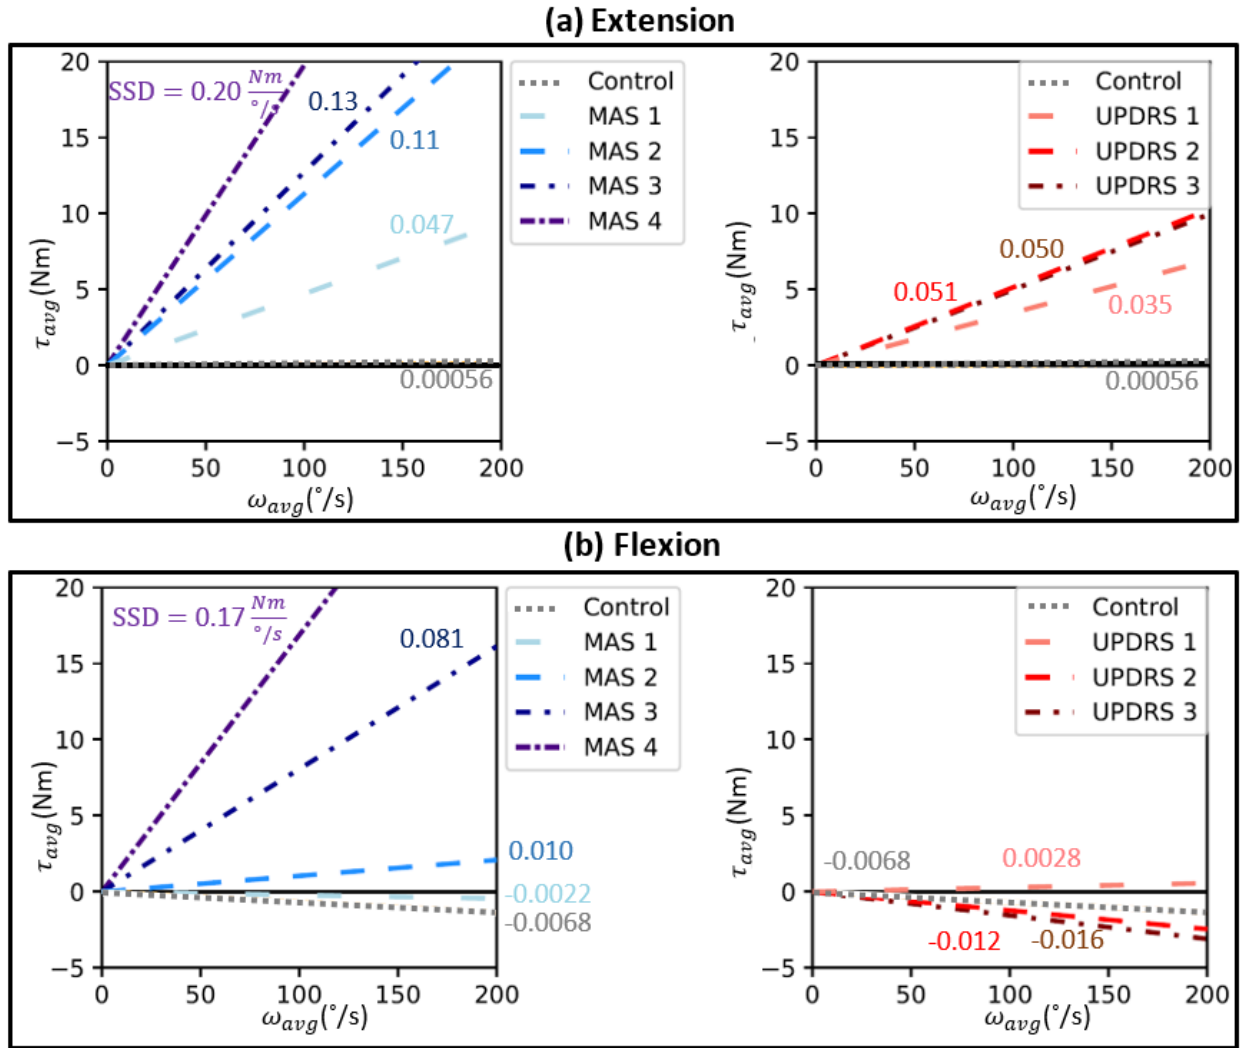 (a) Extension
20
15
10
5
0
−5
0 50 100 150 200
τavg(Nm)
ωavg(°/s)
SSD = 0.20 Nm
°/s
0.13
0.11
0.047
0.00056
Control
MAS 1
MAS 2
MAS 3
MAS 4
20
15
10
5
0
−5
0 50 100 150 200
τavg(Nm)
ωavg(°/s)
0.050
0.051
0.035
0.00056
Control
UPDRS 1
UPDRS 2
UPDRS 3
(b) Flexion
20
15
10
5
0
−5
0 50 100 150 200
τavg(Nm)
ωavg(°/s)
SSD = 0.17 Nm
°/s
0.081
0.010
-0.0022
-0.0068
Control
MAS 1
MAS 2
MAS 3
MAS 4
20
15
10
5
0
−5
0 50 100 150 200
τavg(Nm)
ωavg(°/s)
-0.0068
0.0028
-0.012
-0.016
Control
UPDRS 1
UPDRS 2
UPDRS 3